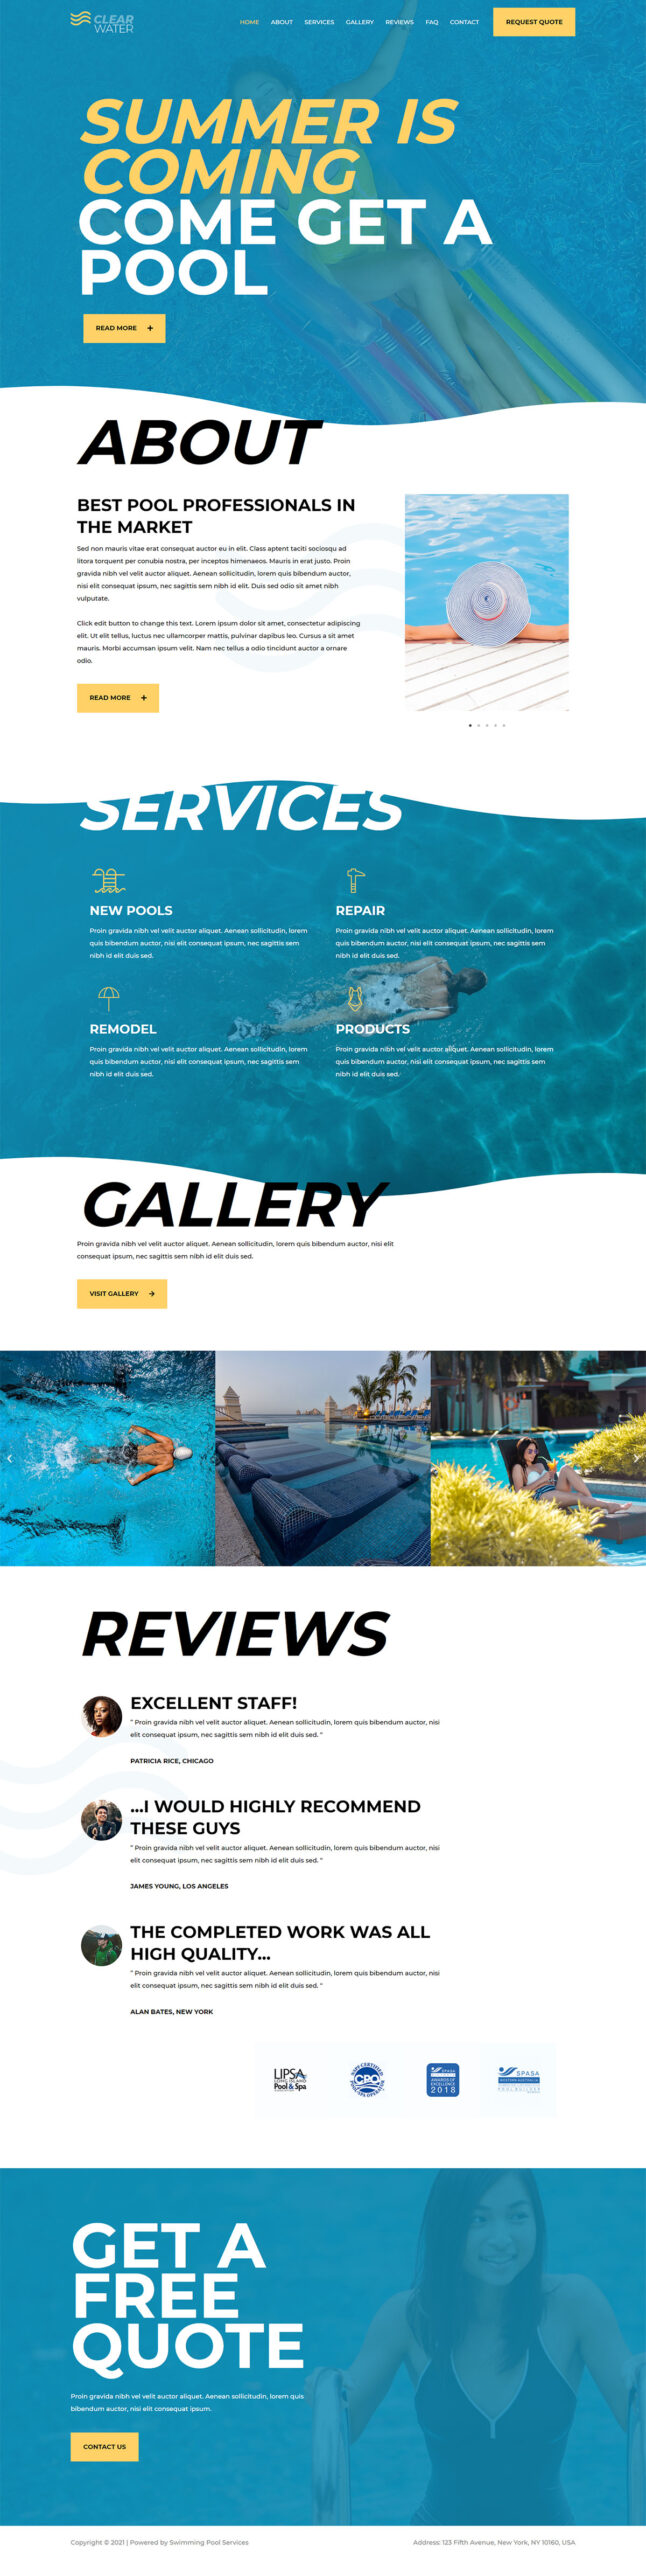 CLEAR
WATER
HOME ABOUT SERVICES GALLERY REVIEWS FAQ CONTACT REQUEST QUOTE
SUMMER IS
COMING
COME GET A
POOL
READ MORE +
ABOUT
BEST POOL PROFESSIONALS IN
THE MARKET
Sed non mauris vitae erat consequat auctor eu in elit. Class aptent taciti sociosqu ad
litora torquent per conubia nostra, per inceptos himenaeos. Mauris in erat justo. Proin
gravida nibh vel velit auctor aliquet. Aenean sollicitudin, lorem quis bibendum auctor,
nisi elit consequat ipsum, nec sagittis sem nibh id elit. Duis sed odio sit amet nibh
vulputate.
Click edit button to change this text. Lorem ipsum dolor sit amet, consectetur adipiscing
elit. Ut elit tellus, luctus nec ullamcorper mattis, pulvinar dapibus leo. Cursus a sit amet
mauris. Morbi accumsan ipsum velit. Nam nec tellus a odio tincidunt auctor a ornare
odio.
READ MORE +
SERVICES
NEW POOLS
Proin gravida nibh vel velit auctor aliquet. Aenean sollicitudin, lorem
quis bibendum auctor, nisi elit consequat ipsum, nec sagittis sem
nibh id elit duis sed.
REPAIR
Proin gravida nibh vel velit auctor aliquet. Aenean sollicitudin, lorem
quis bibendum auctor, nisi elit consequat ipsum, nec sagittis sem
nibh id elit duis sed.
REMODEL
Proin gravida nibh vel velit auctor aliquet. Aenean sollicitudin, lorem
quis bibendum auctor, nisi elit consequat ipsum, nec sagittis sem
nibh id elit duis sed.
PRODUCTS
Proin gravida nibh vel velit auctor aliquet. Aenean sollicitudin, lorem
quis bibendum auctor, nisi elit consequat ipsum, nec sagittis sem
nibh id elit duis sed.
GALLERY
Proin gravida nibh vel velit auctor aliquet. Aenean sollicitudin, lorem quis bibendum auctor, nisi elit
consequat ipsum, nec sagittis sem nibh id elit duis sed.
VISIT GALLERY →
REVIEWS
EXCELLENT STAFF!
" Proin gravida nibh vel velit auctor aliquet. Aenean sollicitudin, lorem quis bibendum auctor, nisi
elit consequat ipsum, nec sagittis sem nibh id elit duis sed. "
PATRICIA RICE, CHICAGO
...I WOULD HIGHLY RECOMMEND
THESE GUYS
" Proin gravida nibh vel velit auctor aliquet. Aenean sollicitudin, lorem quis bibendum auctor, nisi
elit consequat ipsum, nec sagittis sem nibh id elit duis sed. "
JAMES YOUNG, LOS ANGELES
THE COMPLETED WORK WAS ALL
HIGH QUALITY...
" Proin gravida nibh vel velit auctor aliquet. Aenean sollicitudin, lorem quis bibendum auctor, nisi
elit consequat ipsum, nec sagittis sem nibh id elit duis sed. "
ALAN BATES, NEW YORK
LIPSA
LONG ISLAND
Pool & Spa
CERTIFIED
CPO
SPASA
AWARDS OF
EXCELLENCE
2018
SPASA
WESTERN AUSTRALIA
POOL BUILDER
GET A
FREE
QUOTE
Proin gravida nibh vel velit auctor aliquet. Aenean sollicitudin, lorem quis
bibendum auctor, nisi elit consequat ipsum.
CONTACT US
Copyright © 2021 | Powered by Swimming Pool Services
Address: 123 Fifth Avenue, New York, NY 10160, USA